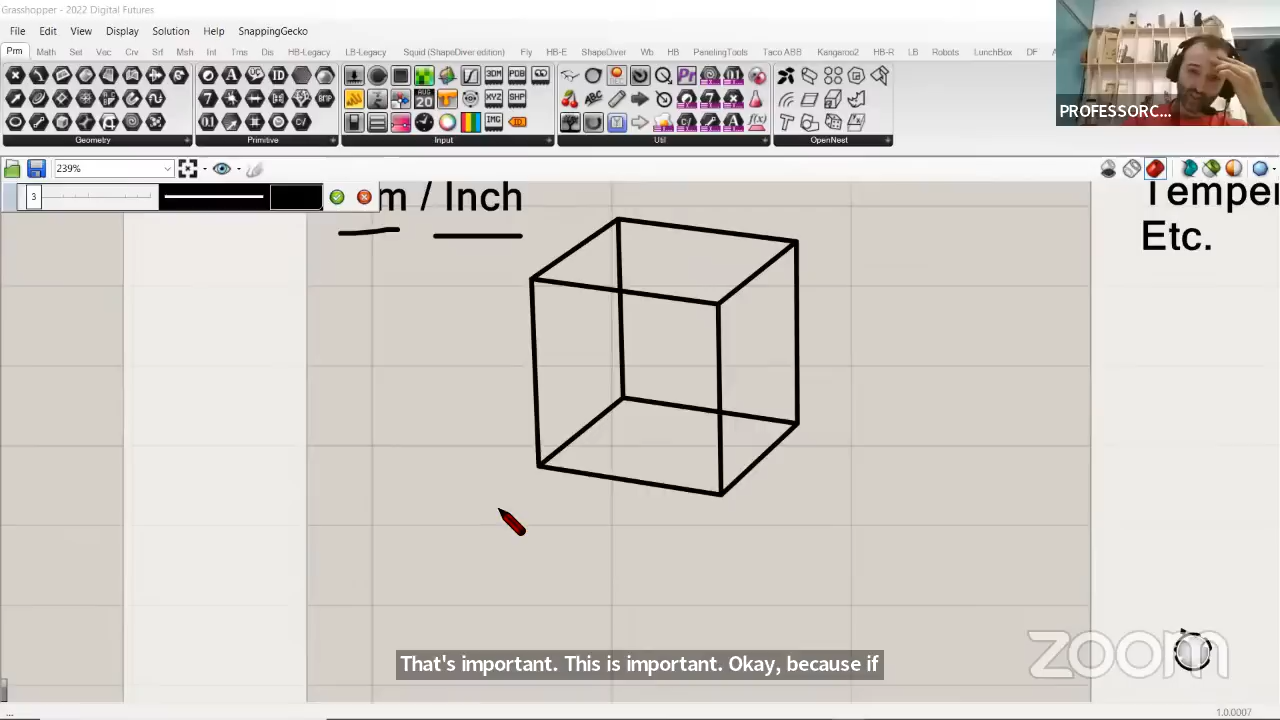 Grasshopper - 2022 Digital Futures
File Edit View Display Solution Help SnappingGecko
Prm Math Set Vec Crv Srf Msh Int Trns Dis HB-Legacy LB-Legacy Squid (ShapeDiver edition) Fly HB-E ShapeDiver Wb HB PanelingTools Taco ABB Kangaroo2 HB-R LB Robots LunchBox DF
Geometry Primitive Input Util OpenNest
PROFESSORC...
239%
3
m / Inch
Temper
Etc.
That's important. This is important. Okay, because if
zoom
...
1.0.0007